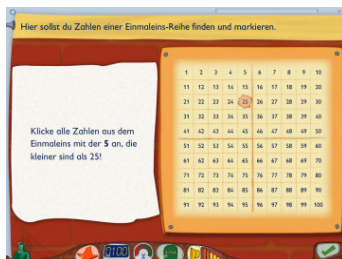 Hier sollst du Zahlen einer Einmaleins-Reihe finden und markieren.
Klicke alle Zahlen aus dem
Einmaleins mit der 5 an, die
kleiner sind als 25!
1 2 3 4 5 6 7 8 9 10
11 12 13 14 15 16 17 18 19 20
21 22 23 24 25 26 27 28 29 30
31 32 33 34 35 36 37 38 39 40
41 42 43 44 45 46 47 48 49 50
51 52 53 54 55 56 57 58 59 60
61 62 63 64 65 66 67 68 69 70
71 72 73 74 75 76 77 78 79 80
81 82 83 84 85 86 87 88 89 90
91 92 93 94 95 96 97 98 99 100